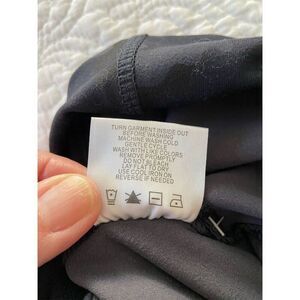 TURN GARMENT INSIDE OUT
BEFORE WASHING
MACHINE WASH COLD
GENTLE CYCLE
WASH WITH LIKE COLORS
REMOVE PROMPTLY
DO NOT BLEACH
LAY FLAT TO DRY
USE COOL IRON ON
REVERSE IF NEEDED